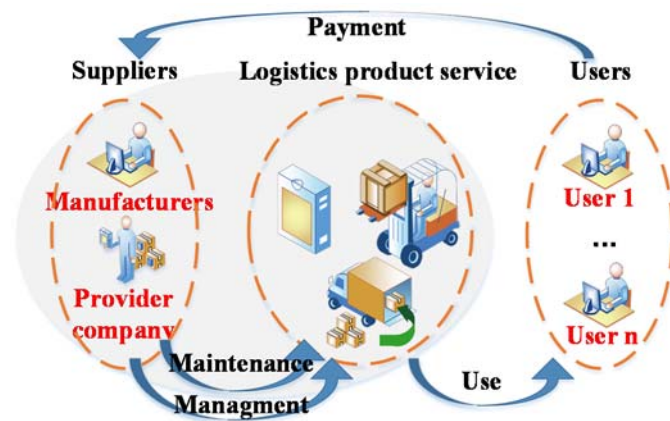 Payment
Suppliers
Logistics product service
Users
Manufacturers
User 1
...
Provider
company
User n
Maintenance
Managment
Use